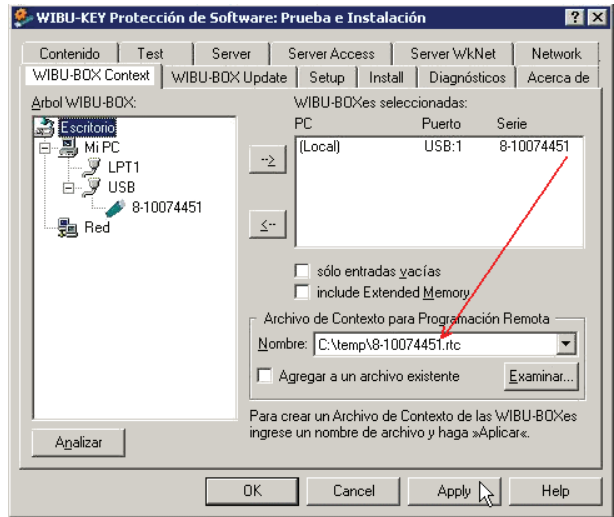 WIBU-KEY Protección de Software: Prueba e Instalación
Contenido Test Server Server Access Server WkNet Network
WIBU-BOX Context WIBU-BOX Update Setup Install Diagnósticos Acerca de
Arbol WIBU-BOX:
Escritorio
Mi PC
LPT1
USB
8-10074451
Red
Analizar
WIBU-BOXes seleccionadas:
PC Puerto Serie
(Local) USB:1 8-10074451
-->
<--
sólo entradas vacías
include Extended Memory
Archivo de Contexto para Programación Remota
Nombre: C:\temp\8-10074451.rtc
Agregar a un archivo existente Examinar...
Para crear un Archivo de Contexto de las WIBU-BOXes
ingrese un nombre de archivo y haga »Aplicar«.
OK Cancel Apply Help